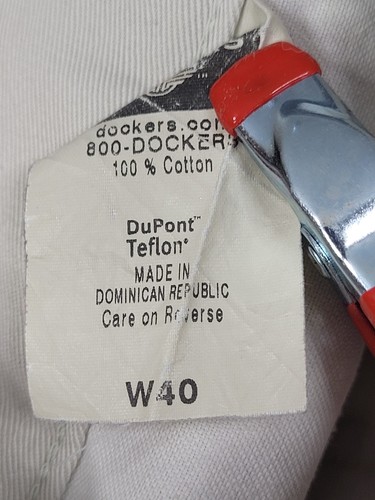 dockers.com
800-DOCKERS
100 % Cotton
DuPont™
Teflon®
MADE IN
DOMINICAN REPUBLIC
Care on Reverse
W40